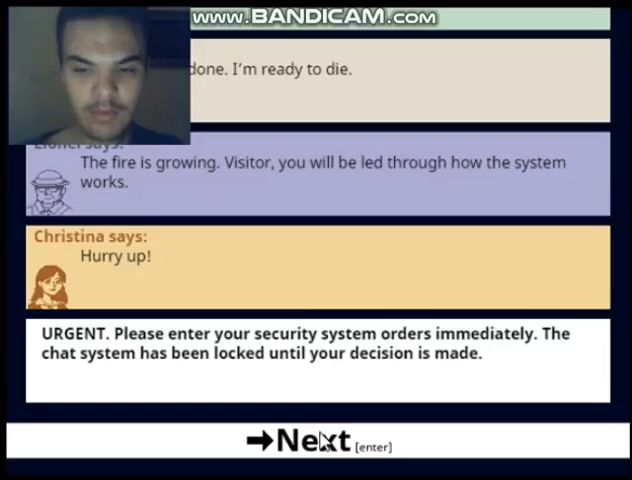 www.BANDICAM.com
done. I'm ready to die.
says:
The fire is growing. Visitor, you will be led through how the system
works.
Christina says:
Hurry up!
URGENT. Please enter your security system orders immediately. The
chat system has been locked until your decision is made.
➔Next [enter]